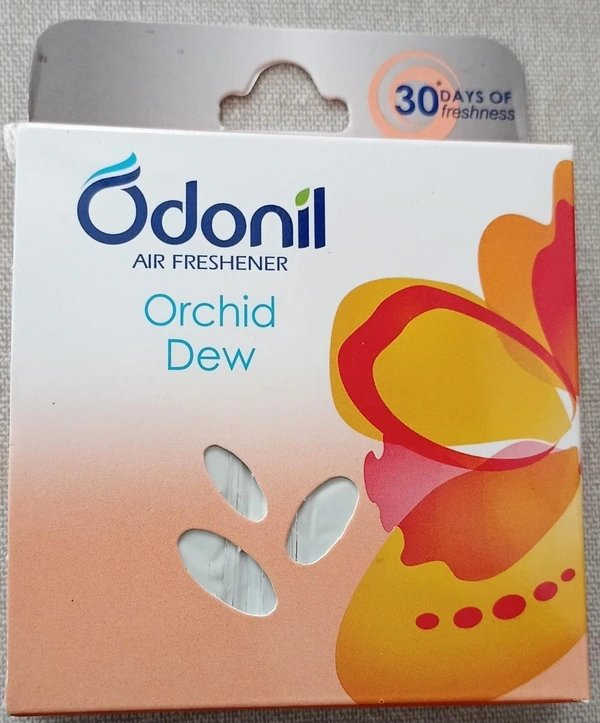 30* DAYS OF
freshness
Odonil
AIR FRESHENER
Orchid
Dew